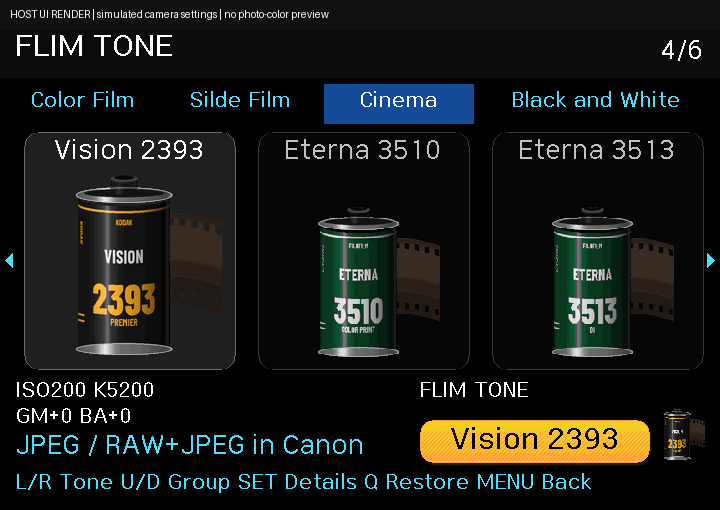 HOST UI RENDER | simulated camera settings | no photo-color preview
FLIM TONE
4/6
Color Film
Silde Film
Cinema
Black and White
Vision 2393
Eterna 3510
Eterna 3513
KODAK
KODAK
VISION
2393
PREMIER
FUJIFILM
ETERNA
3510
COLOR PRINT
FUJIFILM
ETERNA
3513
DI
ISO200 K5200
GM+0 BA+0
JPEG / RAW+JPEG in Canon
FLIM TONE
Vision 2393
VISION
2393
L/R Tone U/D Group SET Details Q Restore MENU Back